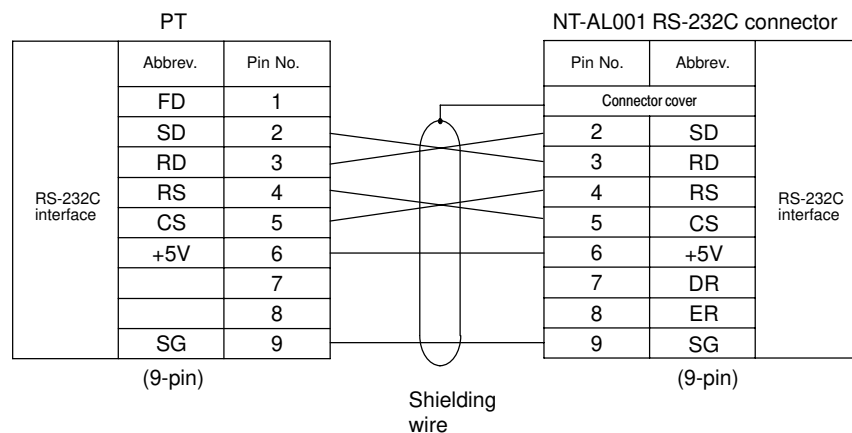 PT
NT-AL001 RS-232C connector
Abbrev. Pin No. Pin No. Abbrev.
FD 1 Connector cover
SD 2 2 SD
RD 3 3 RD
RS 4 4 RS
CS 5 5 CS
+5V 6 6 +5V
7 7 DR
8 8 ER
SG 9 9 SG
RS-232C
interface
RS-232C
interface
(9-pin)
(9-pin)
Shielding
wire